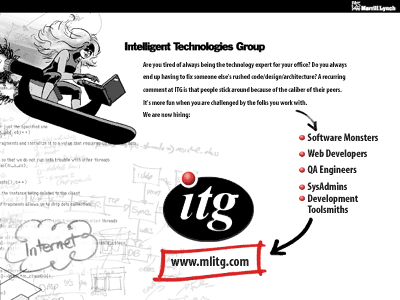 Merrill Lynch
Intelligent Technologies Group
Are you tired of always being the technology expert for your office? Do you always
end up having to fix someone else's rushed code/design/architecture? A recurring
comment at ITG is that people stick around because of the caliber of their peers.
It's more fun when you are challenged by the folks you work with.
We are now hiring:
Software Monsters
Web Developers
QA Engineers
SysAdmins
Development
Toolsmiths
itg
Internet
www.mlitg.com